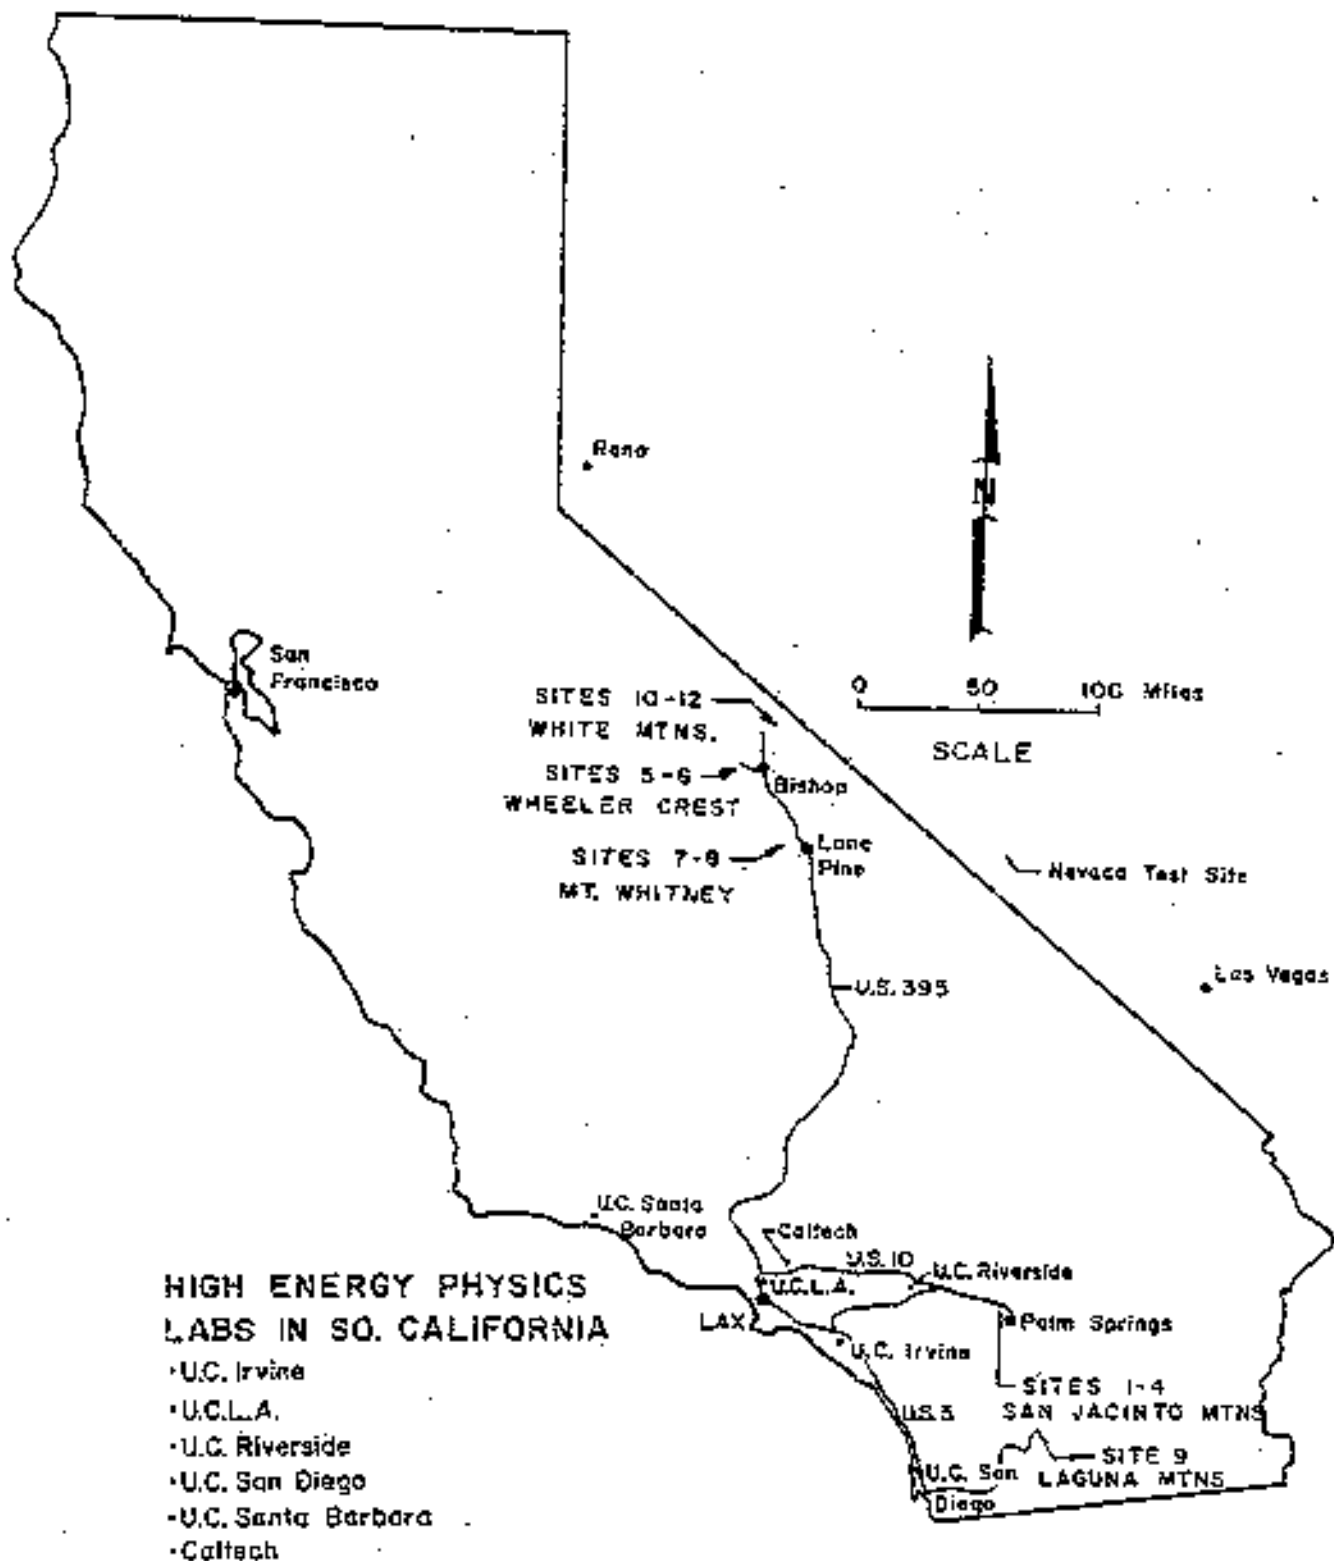 Reno
N
San
Francisco
0 50 100 Miles
SCALE
SITES 10-12
WHITE MTNS.
SITES 5-6
WHEELER CREST
Bishop
SITES 7-8
MT. WHITNEY
Lone
Pine
Nevada Test Site
Las Vegas
U.S. 395
U.C. Santa
Barbara
Caltech
U.S. 10
U.C. Riverside
U.C.L.A.
LAX
Palm Springs
U.C. Irvine
SITES 1-4
SAN JACINTO MTNS
U.S. 5
SITE 9
LAGUNA MTNS
U.C. San
Diego
HIGH ENERGY PHYSICS
LABS IN SO. CALIFORNIA
•U.C. Irvine
•U.C.L.A.
•U.C. Riverside
•U.C. San Diego
•U.C. Santa Barbara
•Caltech